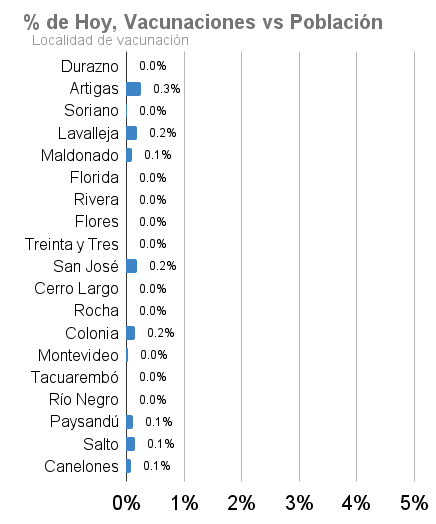 % de Hoy, Vacunaciones vs Población
Localidad de vacunación
Durazno 0.0%
Artigas 0.3%
Soriano 0.0%
Lavalleja 0.2%
Maldonado 0.1%
Florida 0.0%
Rivera 0.0%
Flores 0.0%
Treinta y Tres 0.0%
San José 0.2%
Cerro Largo 0.0%
Rocha 0.0%
Colonia 0.2%
Montevideo 0.0%
Tacuarembó 0.0%
Río Negro 0.0%
Paysandú 0.1%
Salto 0.1%
Canelones 0.1%
0% 1% 2% 3% 4% 5%